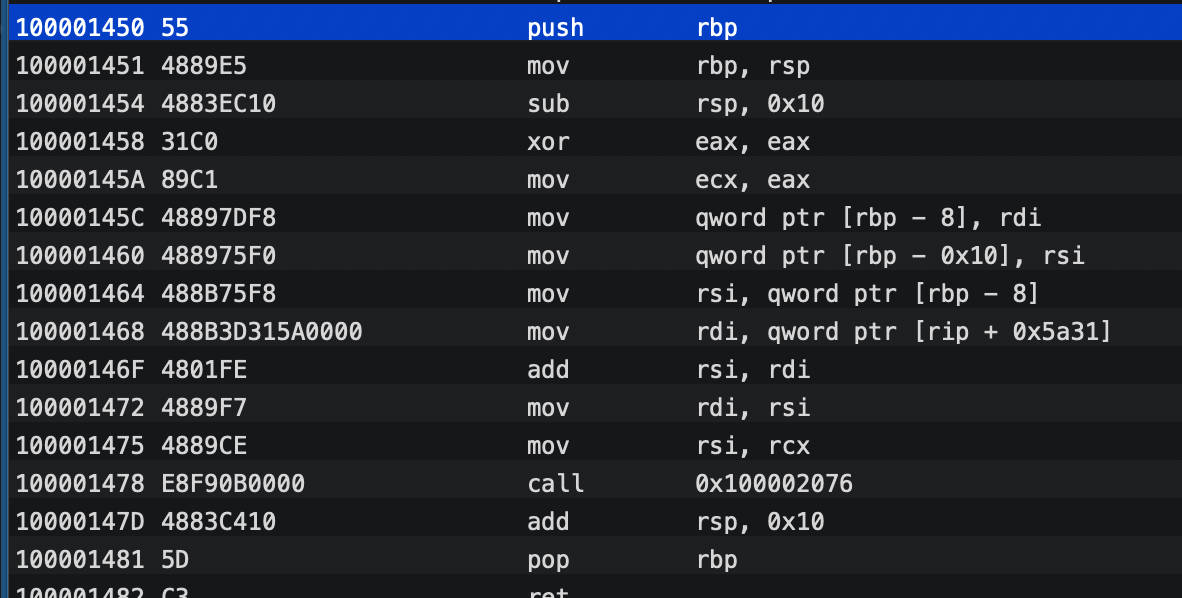 100001450 55 push rbp
100001451 4889E5 mov rbp, rsp
100001454 4883EC10 sub rsp, 0x10
100001458 31C0 xor eax, eax
10000145A 89C1 mov ecx, eax
10000145C 48897DF8 mov qword ptr [rbp - 8], rdi
100001460 488975F0 mov qword ptr [rbp - 0x10], rsi
100001464 488B75F8 mov rsi, qword ptr [rbp - 8]
100001468 488B3D315A0000 mov rdi, qword ptr [rip + 0x5a31]
10000146F 4801FE add rsi, rdi
100001472 4889F7 mov rdi, rsi
100001475 4889CE mov rsi, rcx
100001478 E8F90B0000 call 0x100002076
10000147D 4883C410 add rsp, 0x10
100001481 5D pop rbp
100001482 C3 ret